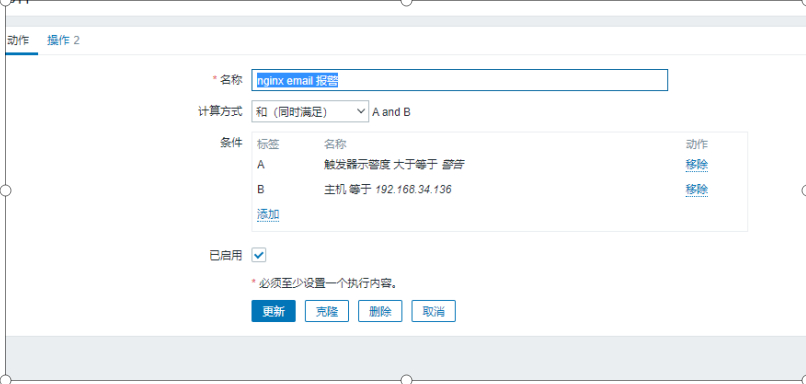 动作 操作 2
* 名称 nginx email 报警
计算方式 和（同时满足） A and B
条件 标签 名称 动作
A 触发器示警度 大于等于 警告 移除
B 主机 等于 192.168.34.136 移除
添加
已启用
* 必须至少设置一个执行内容。
更新 克隆 删除 取消